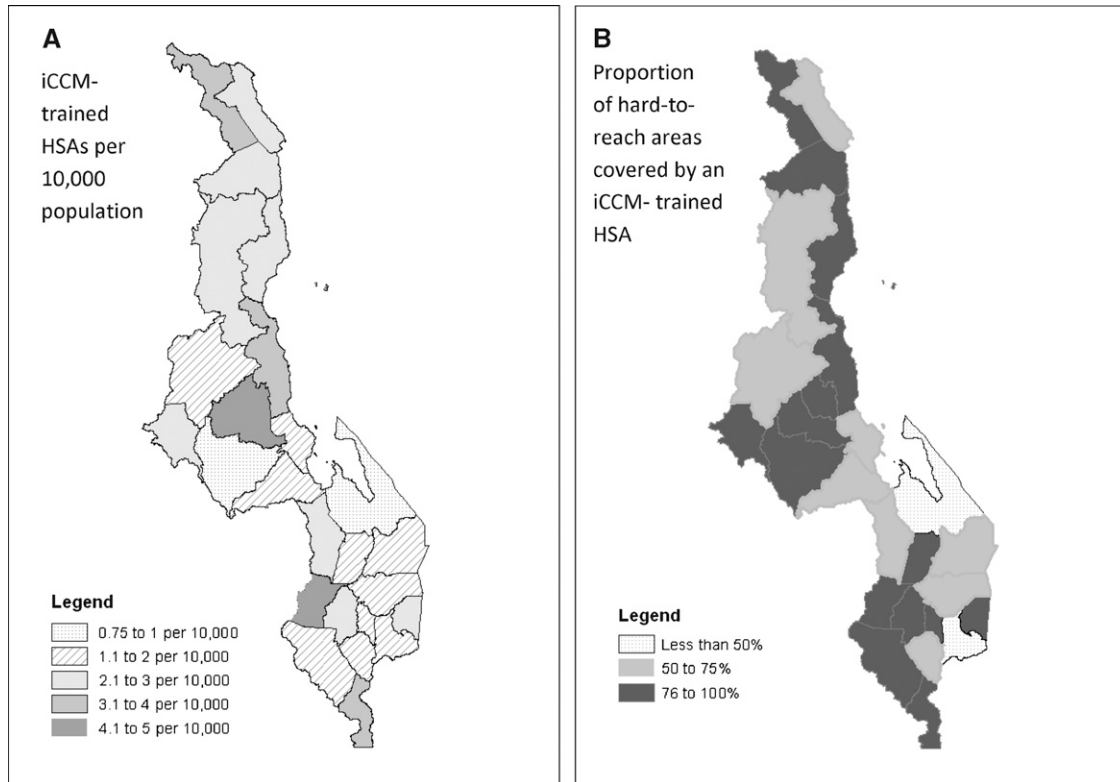 A
iCCM-
trained
HSAs per
10,000
population
Legend
0.75 to 1 per 10,000
1.1 to 2 per 10,000
2.1 to 3 per 10,000
3.1 to 4 per 10,000
4.1 to 5 per 10,000
B
Proportion
of hard-to-
reach areas
covered by an
iCCM- trained
HSA
Legend
Less than 50%
50 to 75%
76 to 100%